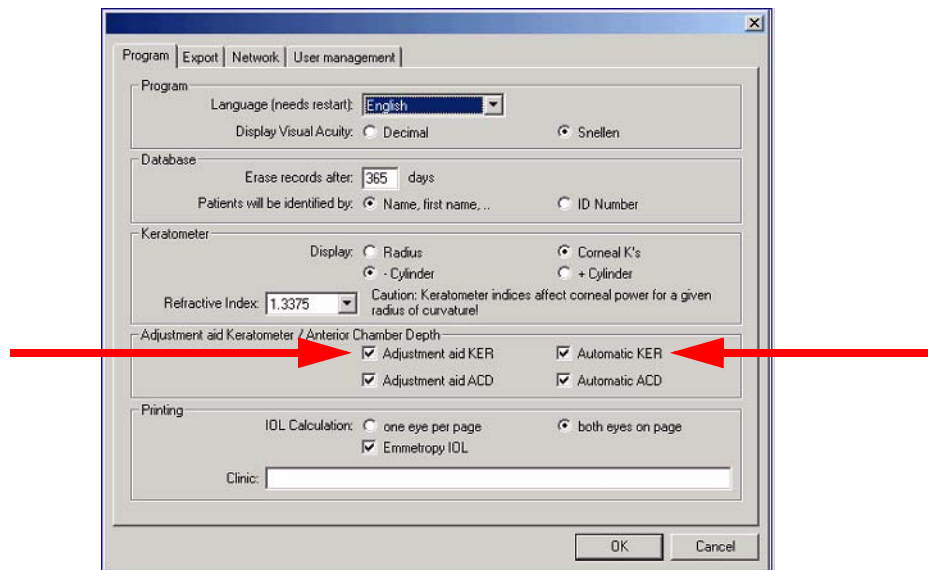 Program Export Network User management
Program
Language (needs restart): English
Display Visual Acuity: Decimal Snellen
Database
Erase records after: 365 days
Patients will be identified by: Name, first name, .. ID Number
Keratometer
Display: Radius Corneal K's
- Cylinder + Cylinder
Refractive Index: 1.3375 Caution: Keratometer indices affect corneal power for a given
radius of curvature!
Adjustment aid Keratometer / Anterior Chamber Depth
Adjustment aid KER Automatic KER
Adjustment aid ACD Automatic ACD
Printing
IOL Calculation: one eye per page both eyes on page
Emmetropy IOL
Clinic:
OK Cancel